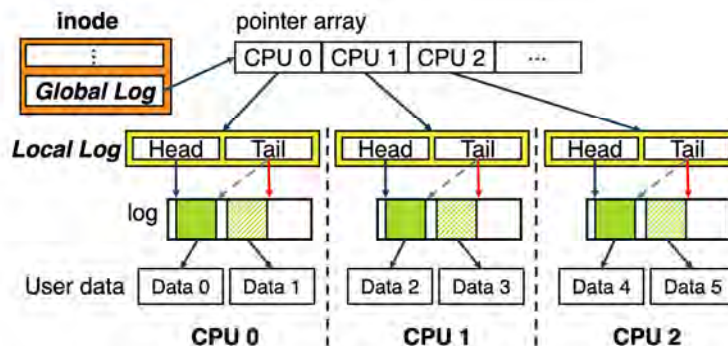 inode
pointer array
⋮
CPU 0 CPU 1 CPU 2 ...
Global Log
Local Log Head Tail Head Tail Head Tail
log
User data Data 0 Data 1 Data 2 Data 3 Data 4 Data 5
CPU 0 CPU 1 CPU 2